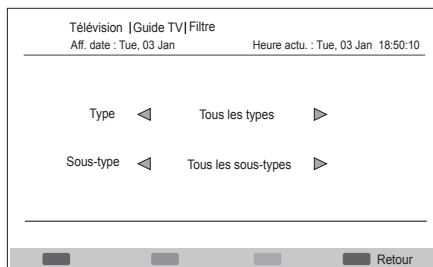 Télévision |Guide TV| Filtre
Aff. date : Tue, 03 Jan Heure actu. : Tue, 03 Jan 18:50:10
Type Tous les types
Sous-type Tous les sous-types
Retour